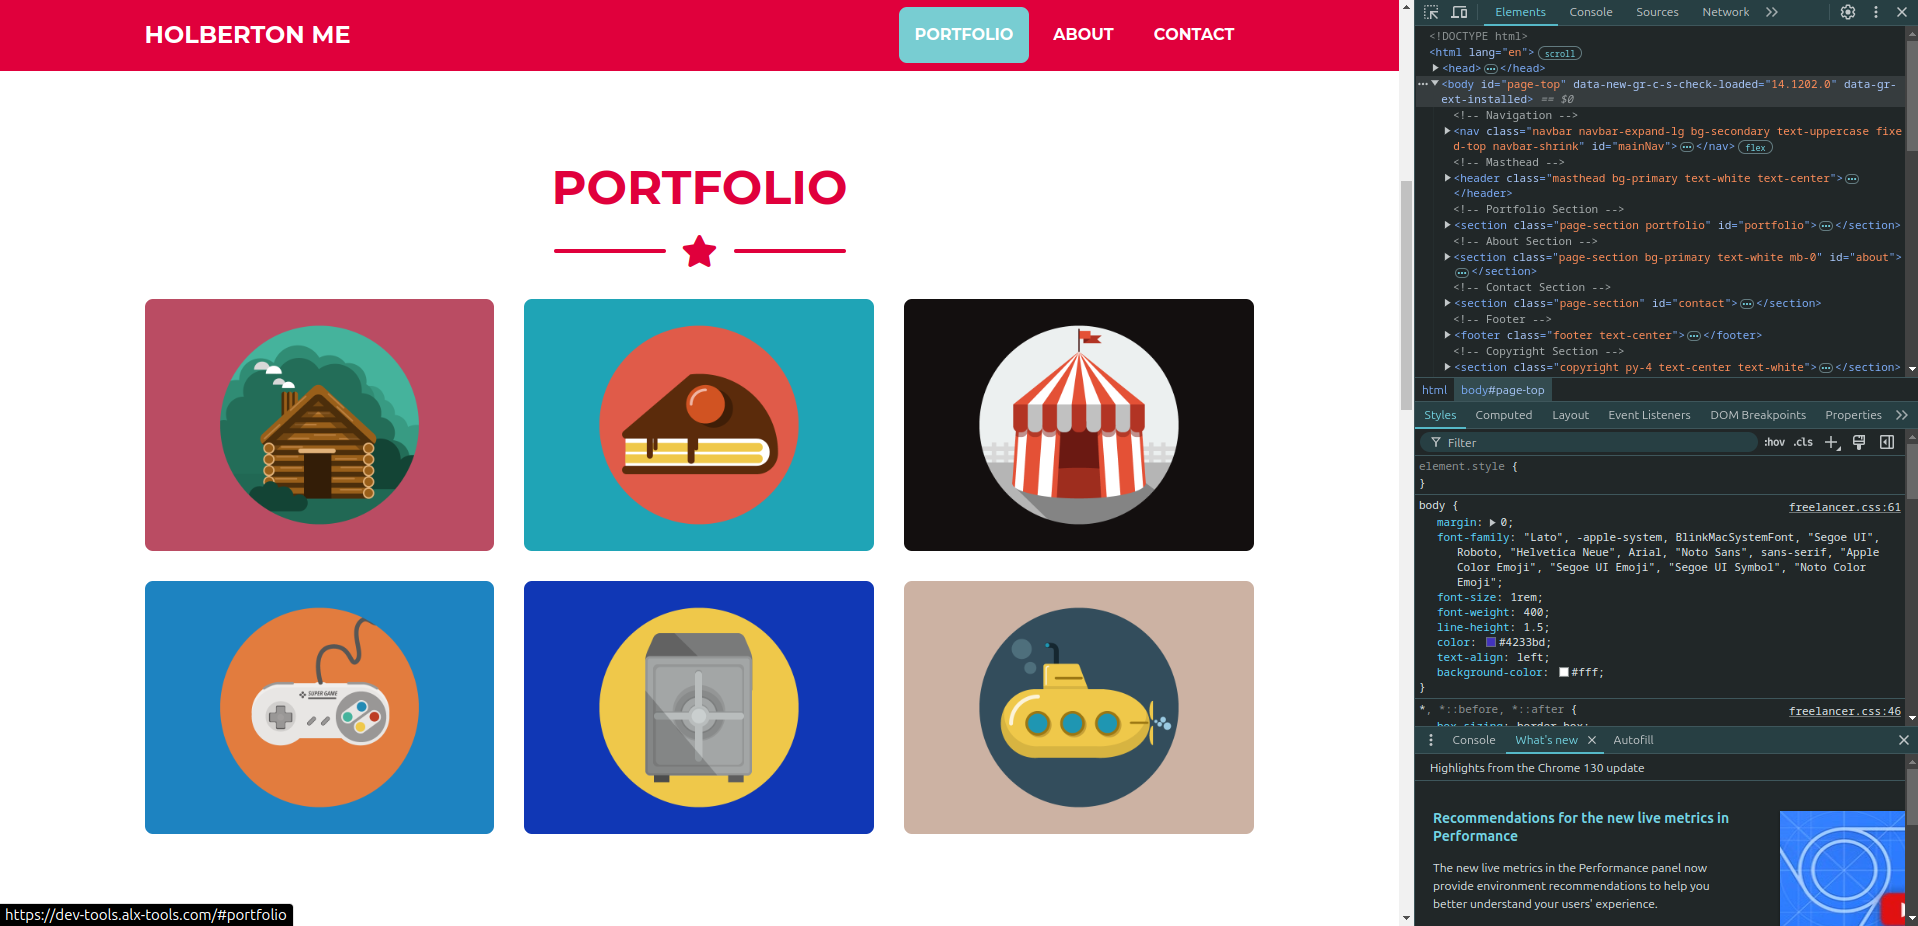 HOLBERTON ME
PORTFOLIO
ABOUT
CONTACT
PORTFOLIO
SUPER GAME
https://dev-tools.alx-tools.com/#portfolio
Elements
Console
Sources
Network
<!DOCTYPE html>
<html lang="en"> scroll
<head> ••• </head>
••• <body id="page-top" data-new-gr-c-s-check-loaded="14.1202.0" data-gr-
ext-installed> == $0
<!-- Navigation -->
<nav class="navbar navbar-expand-lg bg-secondary text-uppercase fixe
d-top navbar-shrink" id="mainNav"> ••• </nav> flex
<!-- Masthead -->
<header class="masthead bg-primary text-white text-center"> •••
</header>
<!-- Portfolio Section -->
<section class="page-section portfolio" id="portfolio"> ••• </section>
<!-- About Section -->
<section class="page-section bg-primary text-white mb-0" id="about">
••• </section>
<!-- Contact Section -->
<section class="page-section" id="contact"> ••• </section>
<!-- Footer -->
<footer class="footer text-center"> ••• </footer>
<!-- Copyright Section -->
<section class="copyright py-4 text-center text-white"> ••• </section>
html
body#page-top
Styles
Computed
Layout
Event Listeners
DOM Breakpoints
Properties
Filter
:hov
.cls
element.style {
}
body {
freelancer.css:61
margin: 0;
font-family: "Lato", -apple-system, BlinkMacSystemFont, "Segoe UI",
Roboto, "Helvetica Neue", Arial, "Noto Sans", sans-serif, "Apple
Color Emoji", "Segoe UI Emoji", "Segoe UI Symbol", "Noto Color
Emoji";
font-size: 1rem;
font-weight: 400;
line-height: 1.5;
color: #4233bd;
text-align: left;
background-color: #fff;
}
*, *::before, *::after {
freelancer.css:46
box-sizing: border-box;
Console
What's new
Autofill
Highlights from the Chrome 130 update
Recommendations for the new live metrics in
Performance
The new live metrics in the Performance panel now
provide environment recommendations to help you
better understand your users' experience.